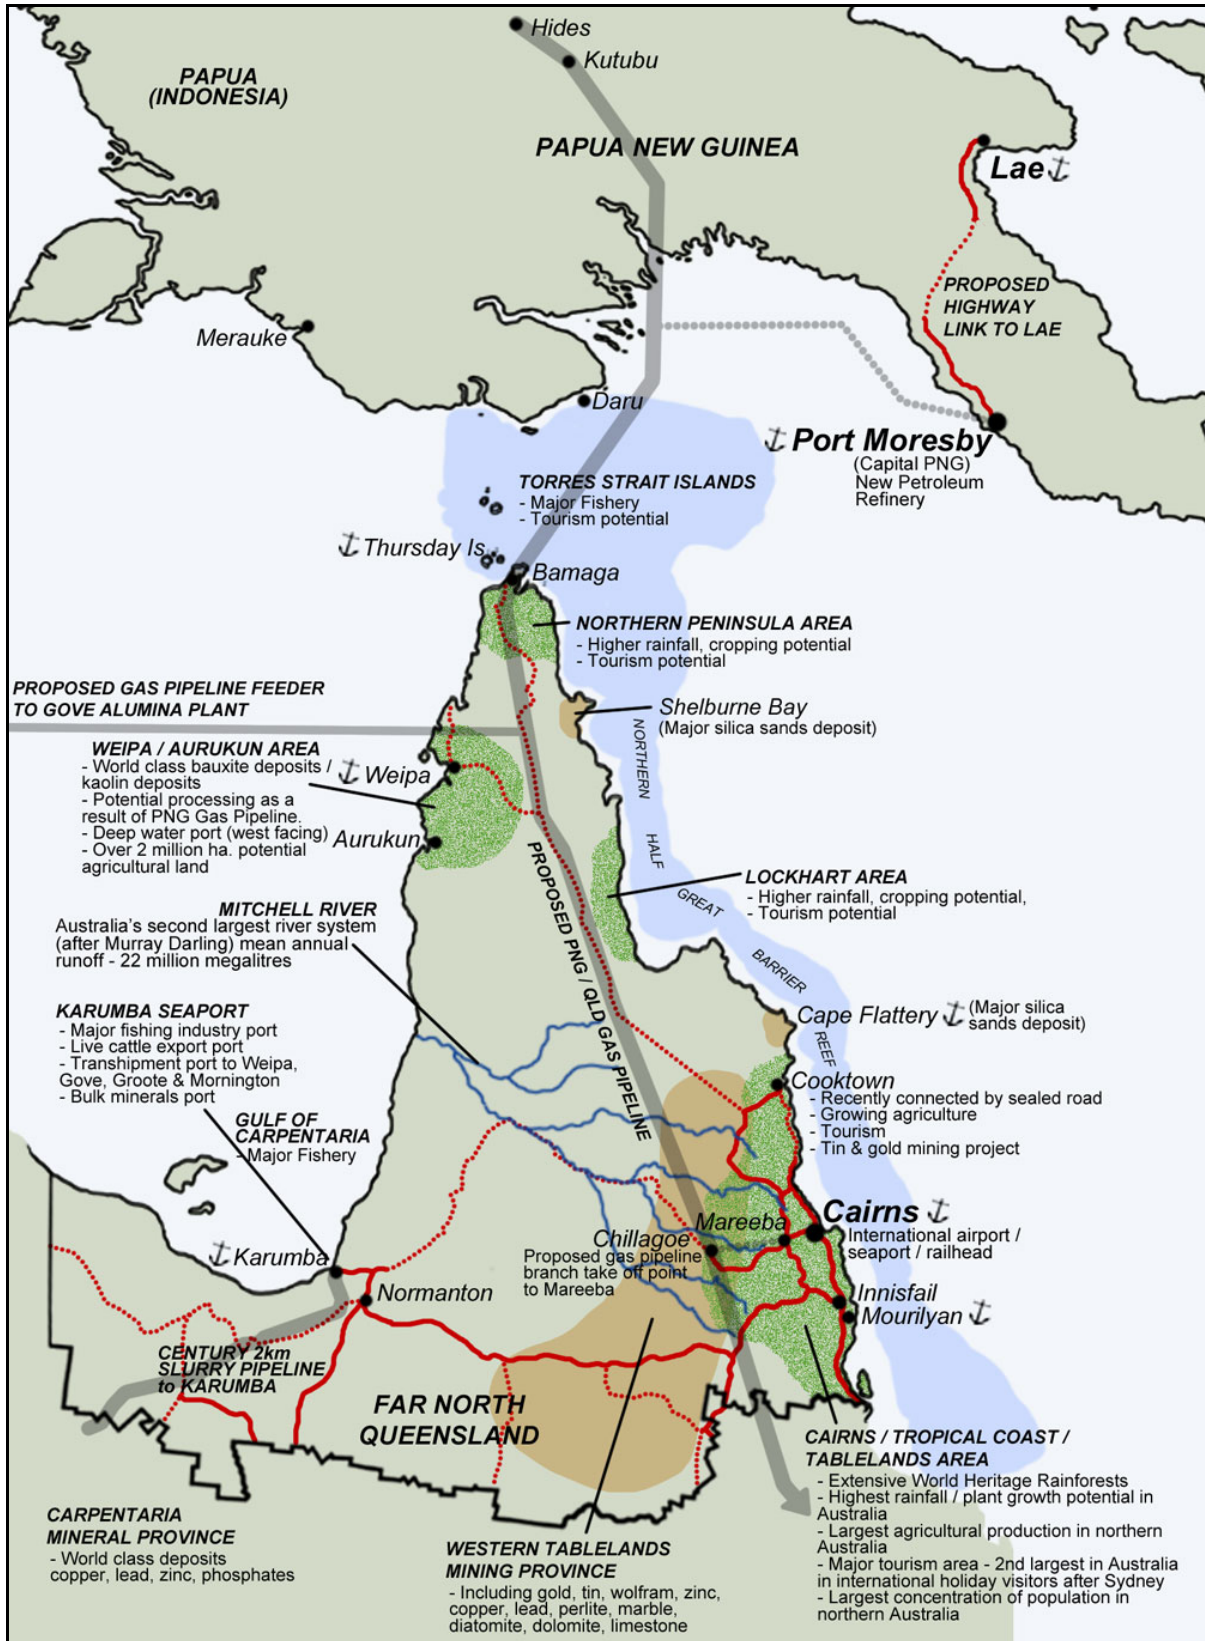 Hides
Kutubu
PAPUA
(INDONESIA)
PAPUA NEW GUINEA
Lae
PROPOSED
HIGHWAY
LINK TO LAE
Merauke
Daru
Port Moresby
(Capital PNG)
New Petroleum
Refinery
TORRES STRAIT ISLANDS
- Major Fishery
- Tourism potential
Thursday Is
Bamaga
NORTHERN PENINSULA AREA
- Higher rainfall, cropping potential
- Tourism potential
PROPOSED GAS PIPELINE FEEDER
TO GOVE ALUMINA PLANT
Shelburne Bay
(Major silica sands deposit)
WEIPA / AURUKUN AREA
- World class bauxite deposits /
kaolin deposits
- Potential processing as a
result of PNG Gas Pipeline.
- Deep water port (west facing)
- Over 2 million ha. potential
agricultural land
Weipa
Aurukun
NORTHERN
HALF
GREAT
BARRIER
REEF
PROPOSED PNG / QLD GAS PIPELINE
LOCKHART AREA
- Higher rainfall, cropping potential,
- Tourism potential
MITCHELL RIVER
Australia's second largest river system
(after Murray Darling) mean annual
runoff - 22 million megalitres
KARUMBA SEAPORT
- Major fishing industry port
- Live cattle export port
- Transhipment port to Weipa,
Gove, Groote & Mornington
- Bulk minerals port
Cape Flattery
(Major silica
sands deposit)
Cooktown
- Recently connected by sealed road
- Growing agriculture
- Tourism
- Tin & gold mining project
GULF OF
CARPENTARIA
- Major Fishery
Cairns
International airport /
seaport / railhead
Mareeba
Chillagoe
Proposed gas pipeline
branch take off point
to Mareeba
Karumba
Normanton
Innisfail
Mourilyan
CENTURY 2km
SLURRY PIPELINE
to KARUMBA
FAR NORTH
QUEENSLAND
CAIRNS / TROPICAL COAST /
TABLELANDS AREA
- Extensive World Heritage Rainforests
- Highest rainfall / plant growth potential in
Australia
- Largest agricultural production in northern
Australia
- Major tourism area - 2nd largest in Australia
in international holiday visitors after Sydney
- Largest concentration of population in
northern Australia
CARPENTARIA
MINERAL PROVINCE
- World class deposits
copper, lead, zinc, phosphates
WESTERN TABLELANDS
MINING PROVINCE
- Including gold, tin, wolfram, zinc,
copper, lead, perlite, marble,
diatomite, dolomite, limestone